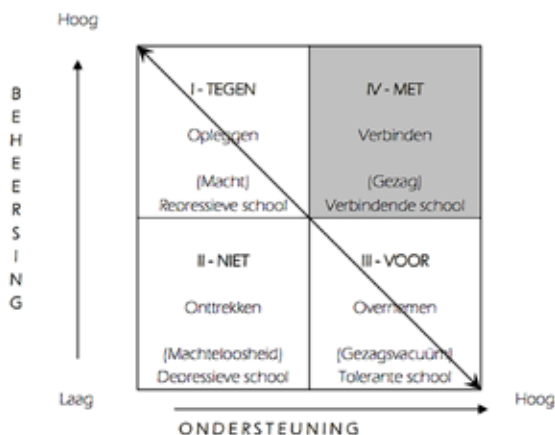 Hoog
BEHEERSING
I - TEGEN
Opleggen
(Macht)
Repressieve school
IV - MET
Verbinden
(Gezag)
Verbindende school
II - NIET
Onttrekken
(Machteloosheid)
Depressieve school
III - VOOR
Overnemen
(Gezagsvacuüm)
Tolerante school
Laag
Hoog
ONDERSTEUNING